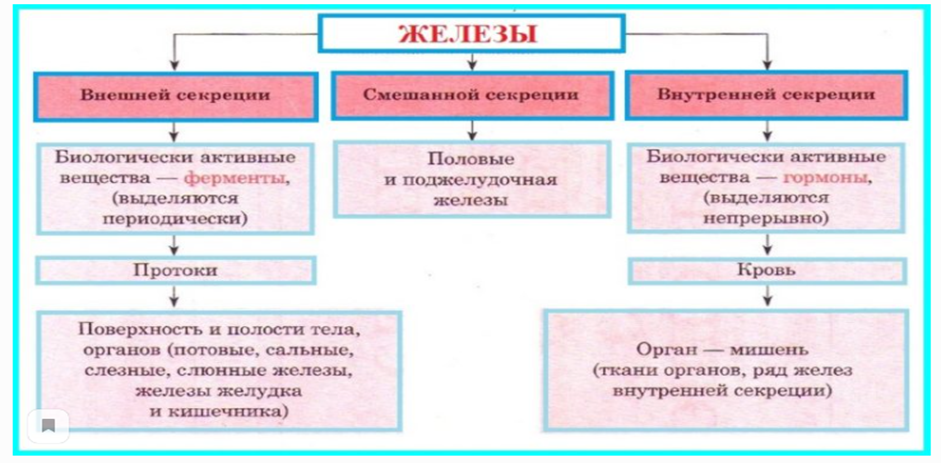 ЖЕЛЕЗЫ
Внешней секреции
Смешанной секреции
Внутренней секреции
Биологически активные
вещества — ферменты,
(выделяются
периодически)
Половые
и поджелудочная
железы
Биологически активные
вещества — гормоны,
(выделяются
непрерывно)
Протоки
Кровь
Поверхность и полости тела,
органов (потовые, сальные,
слезные, слюнные железы,
железы желудка
и кишечника)
Орган — мишень
(ткани органов, ряд желез
внутренней секреции)